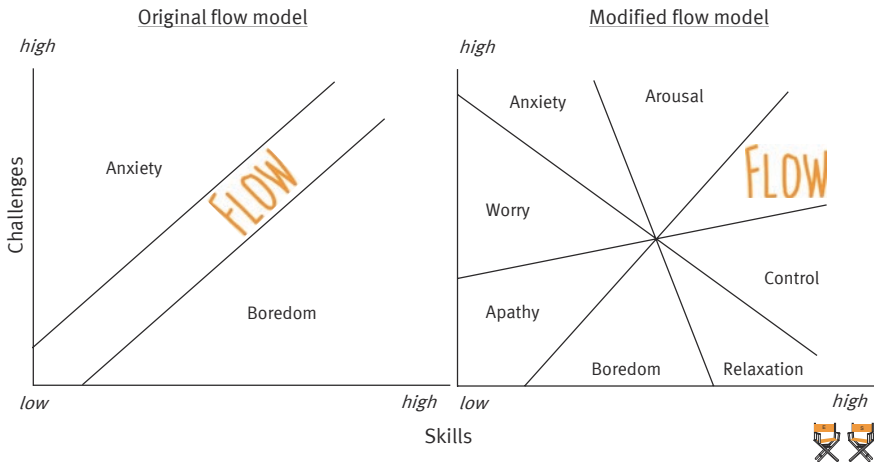 Original flow model
high
Challenges
Anxiety
FLOW
Boredom
low
high
Modified flow model
high
Anxiety
Arousal
FLOW
Worry
Control
Apathy
Boredom
Relaxation
low
high
Skills